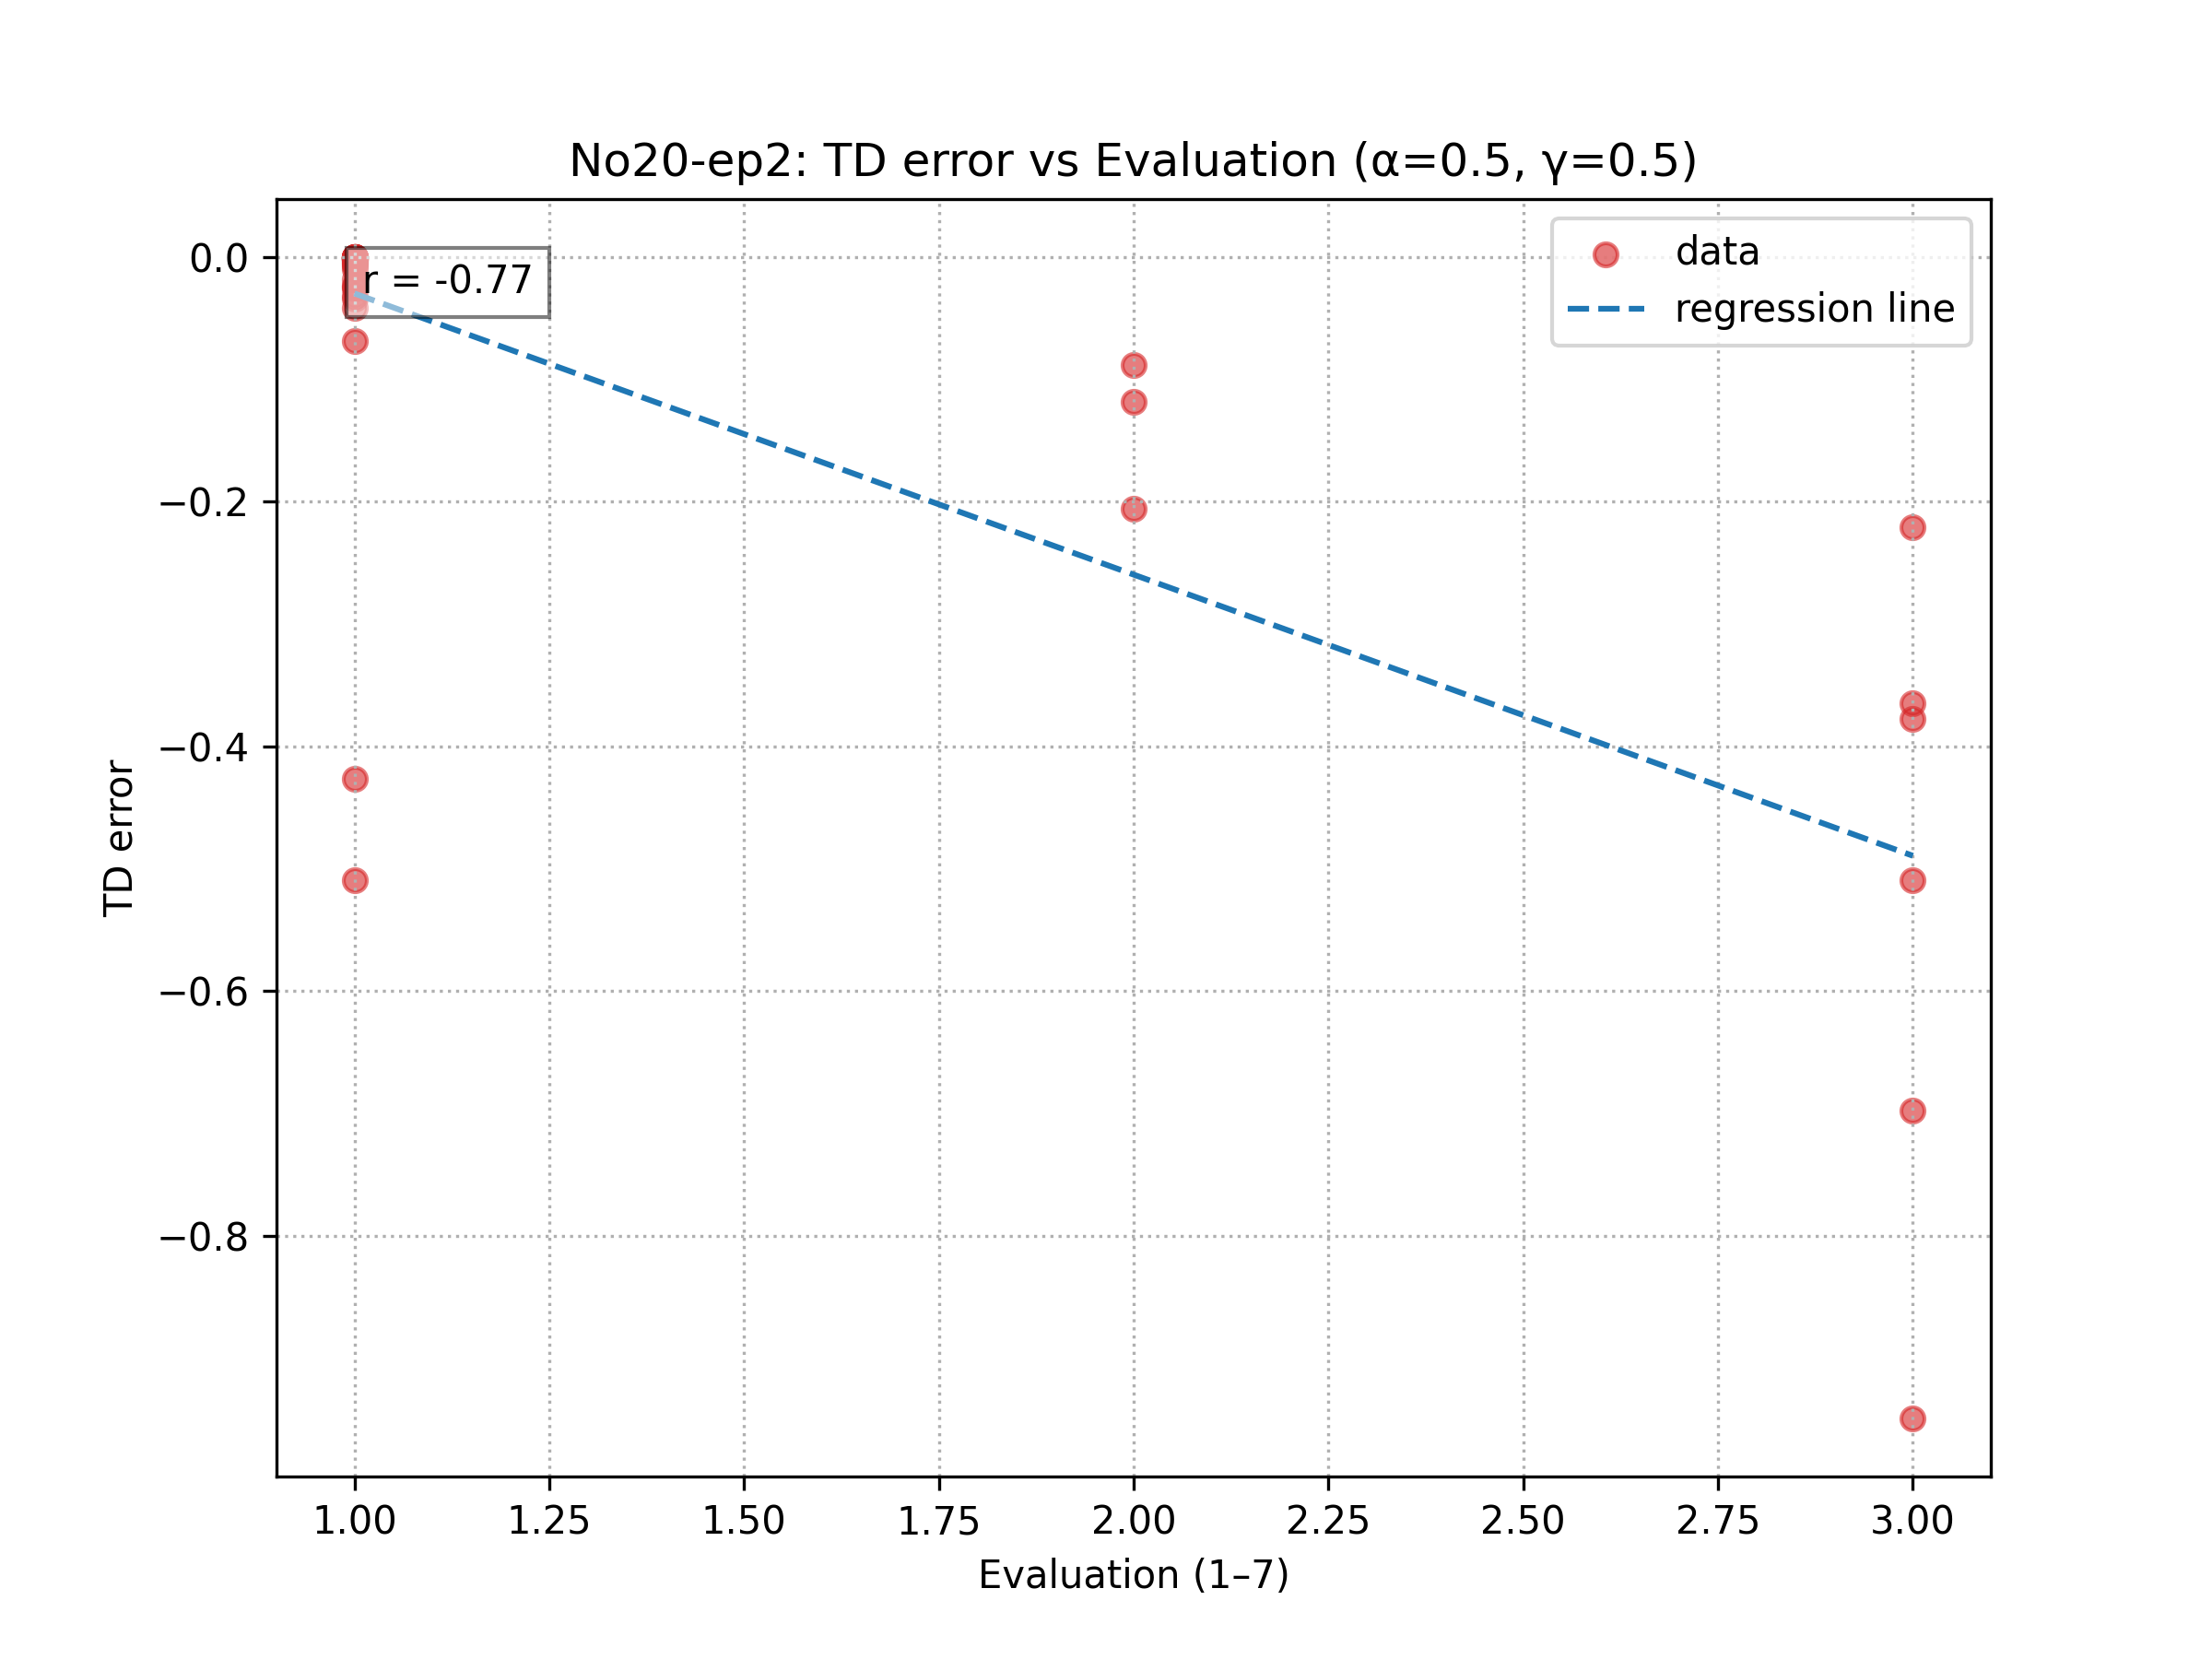 No20-ep2: TD error vs Evaluation (α=0.5, γ=0.5)
r = -0.77
data
regression line
0.0
−0.2
−0.4
−0.6
−0.8
TD error
1.00 1.25 1.50 1.75 2.00 2.25 2.50 2.75 3.00
Evaluation (1–7)